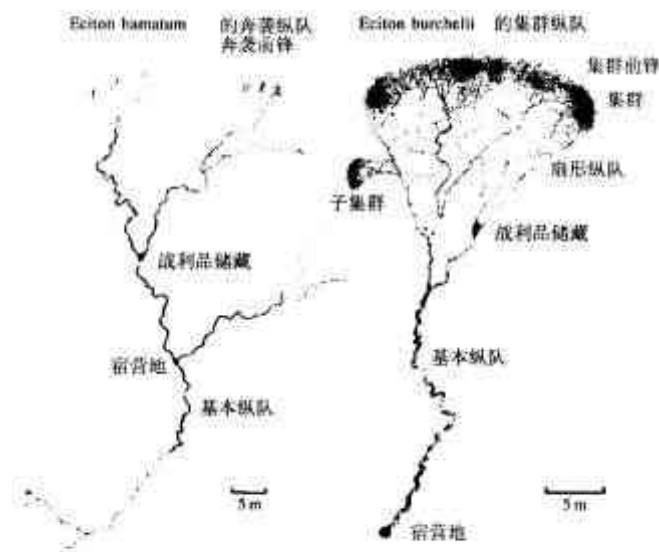 Eciton hamatum 的奔袭纵队
奔袭前锋
战利品储藏
宿营地
基本纵队
5 m
Eciton burchelii 的集群纵队
集群前锋
集群
扇形纵队
子集群
战利品储藏
基本纵队
宿营地
5 m